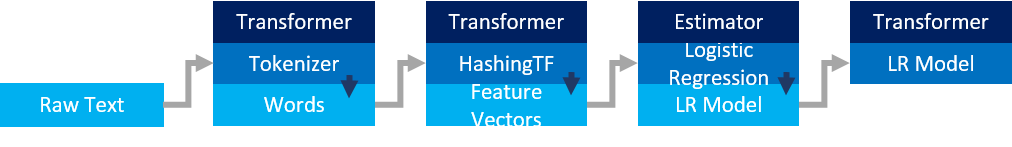 Raw Text
Transformer
Tokenizer
Words
Transformer
HashingTF
Feature
Vectors
Estimator
Logistic
Regression
LR Model
Transformer
LR Model